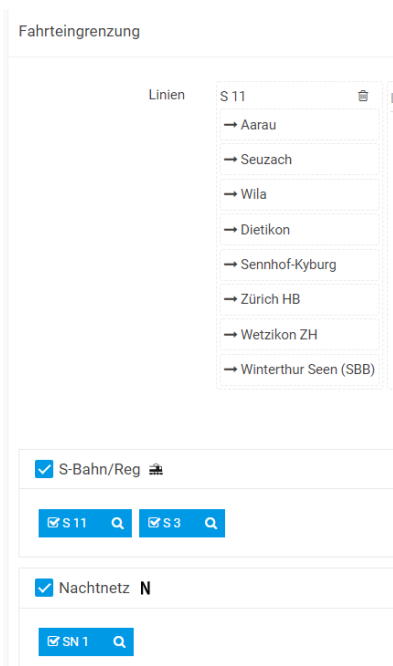 Fahrteingrenzung
Linien S 11
→ Aarau
→ Seuzach
→ Wila
→ Dietikon
→ Sennhof-Kyburg
→ Zürich HB
→ Wetzikon ZH
→ Winterthur Seen (SBB)
S-Bahn/Reg
S 11 S 3
Nachtnetz N
SN 1